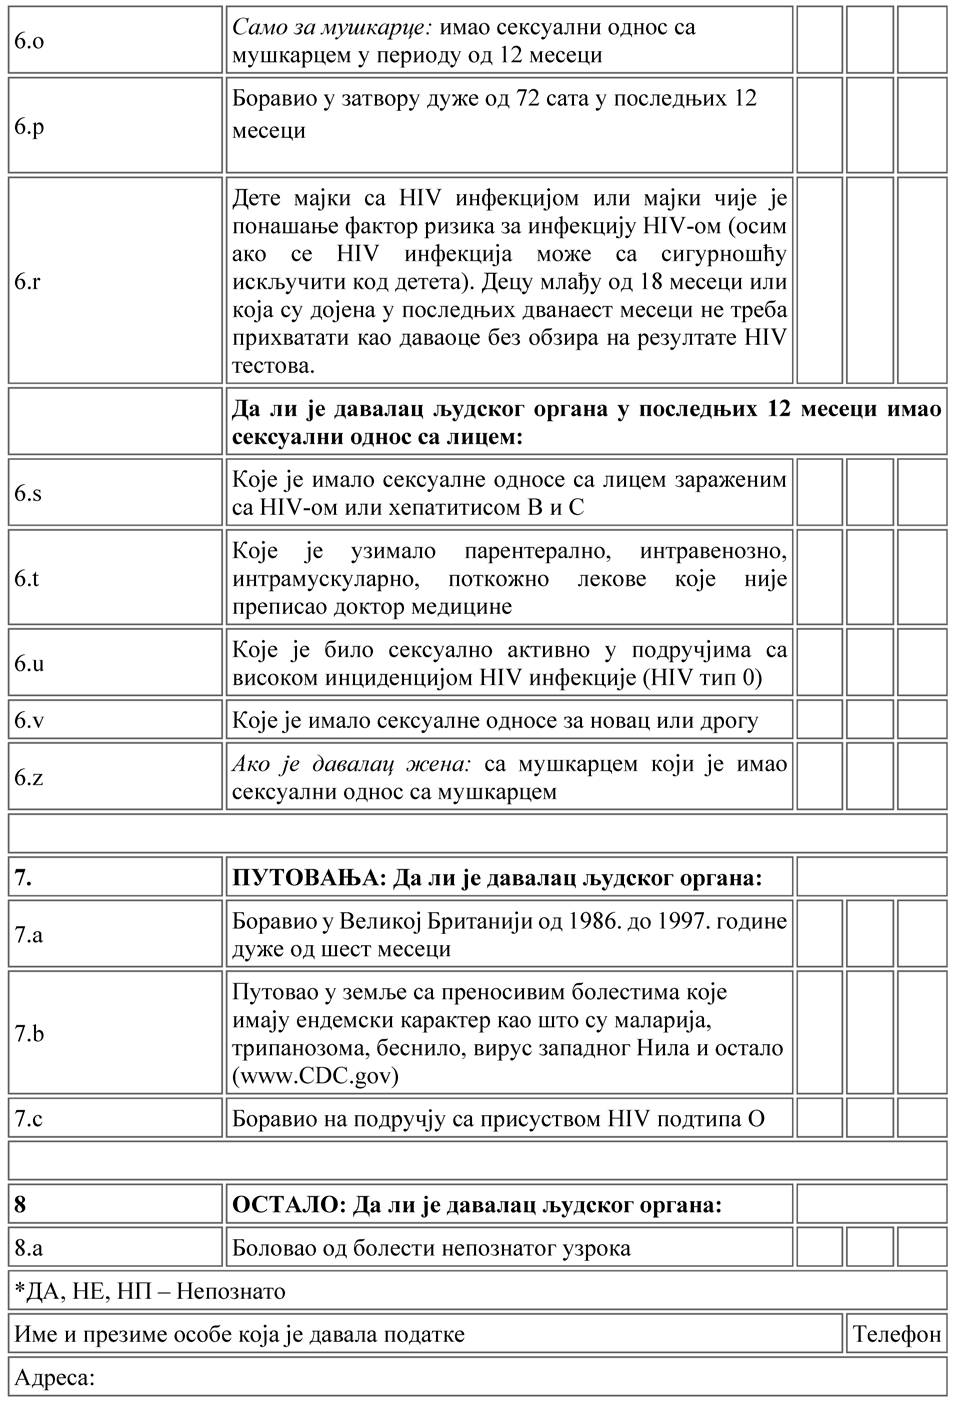 6.o
Само за мушкарце: имао сексуални однос са
мушкарцем у периоду од 12 месеци
6.p
Боравио у затвору дуже од 72 сата у последњих 12
месеци
6.r
Дете мајки са HIV инфекцијом или мајки чије је
понашање фактор ризика за инфекцију HIV-ом (осим
ако се HIV инфекција може са сигурношћу
искључити код детета). Децу млађу од 18 месеци или
која су дојена у последњих дванаест месеци не треба
прихватати као даваоце без обзира на резултате HIV
тестова.
Да ли је давалац људског органа у последњих 12 месеци имао
сексуални однос са лицем:
6.s
Које је имало сексуалне односе са лицем зараженим
са HIV-ом или хепатитисом B и C
6.t
Које је узимало парентерално, интравенозно,
интрамускуларно, поткожно лекове које није
преписао доктор медицине
6.u
Које је било сексуално активно у подручјима са
високом инциденцијом HIV инфекције (HIV тип 0)
6.v
Које је имало сексуалне односе за новац или дрогу
6.z
Ако је давалац жена: са мушкарцем који је имао
сексуални однос са мушкарцем
7.
ПУТОВАЊА: Да ли је давалац људског органа:
7.a
Боравио у Великој Британији од 1986. до 1997. године
дуже од шест месеци
7.b
Путовао у земље са преносивим болестима које
имају ендемски карактер као што су маларија,
трипанозома, беснило, вирус западног Нила и остало
(www.CDC.gov)
7.c
Боравио на подручју са присуством HIV подтипа O
8
ОСТАЛО: Да ли је давалац људског органа:
8.a
Боловао од болести непознатог узрока
*ДА, НЕ, НП – Непознато
Име и презиме особе која је давала податке
Телефон
Адреса: